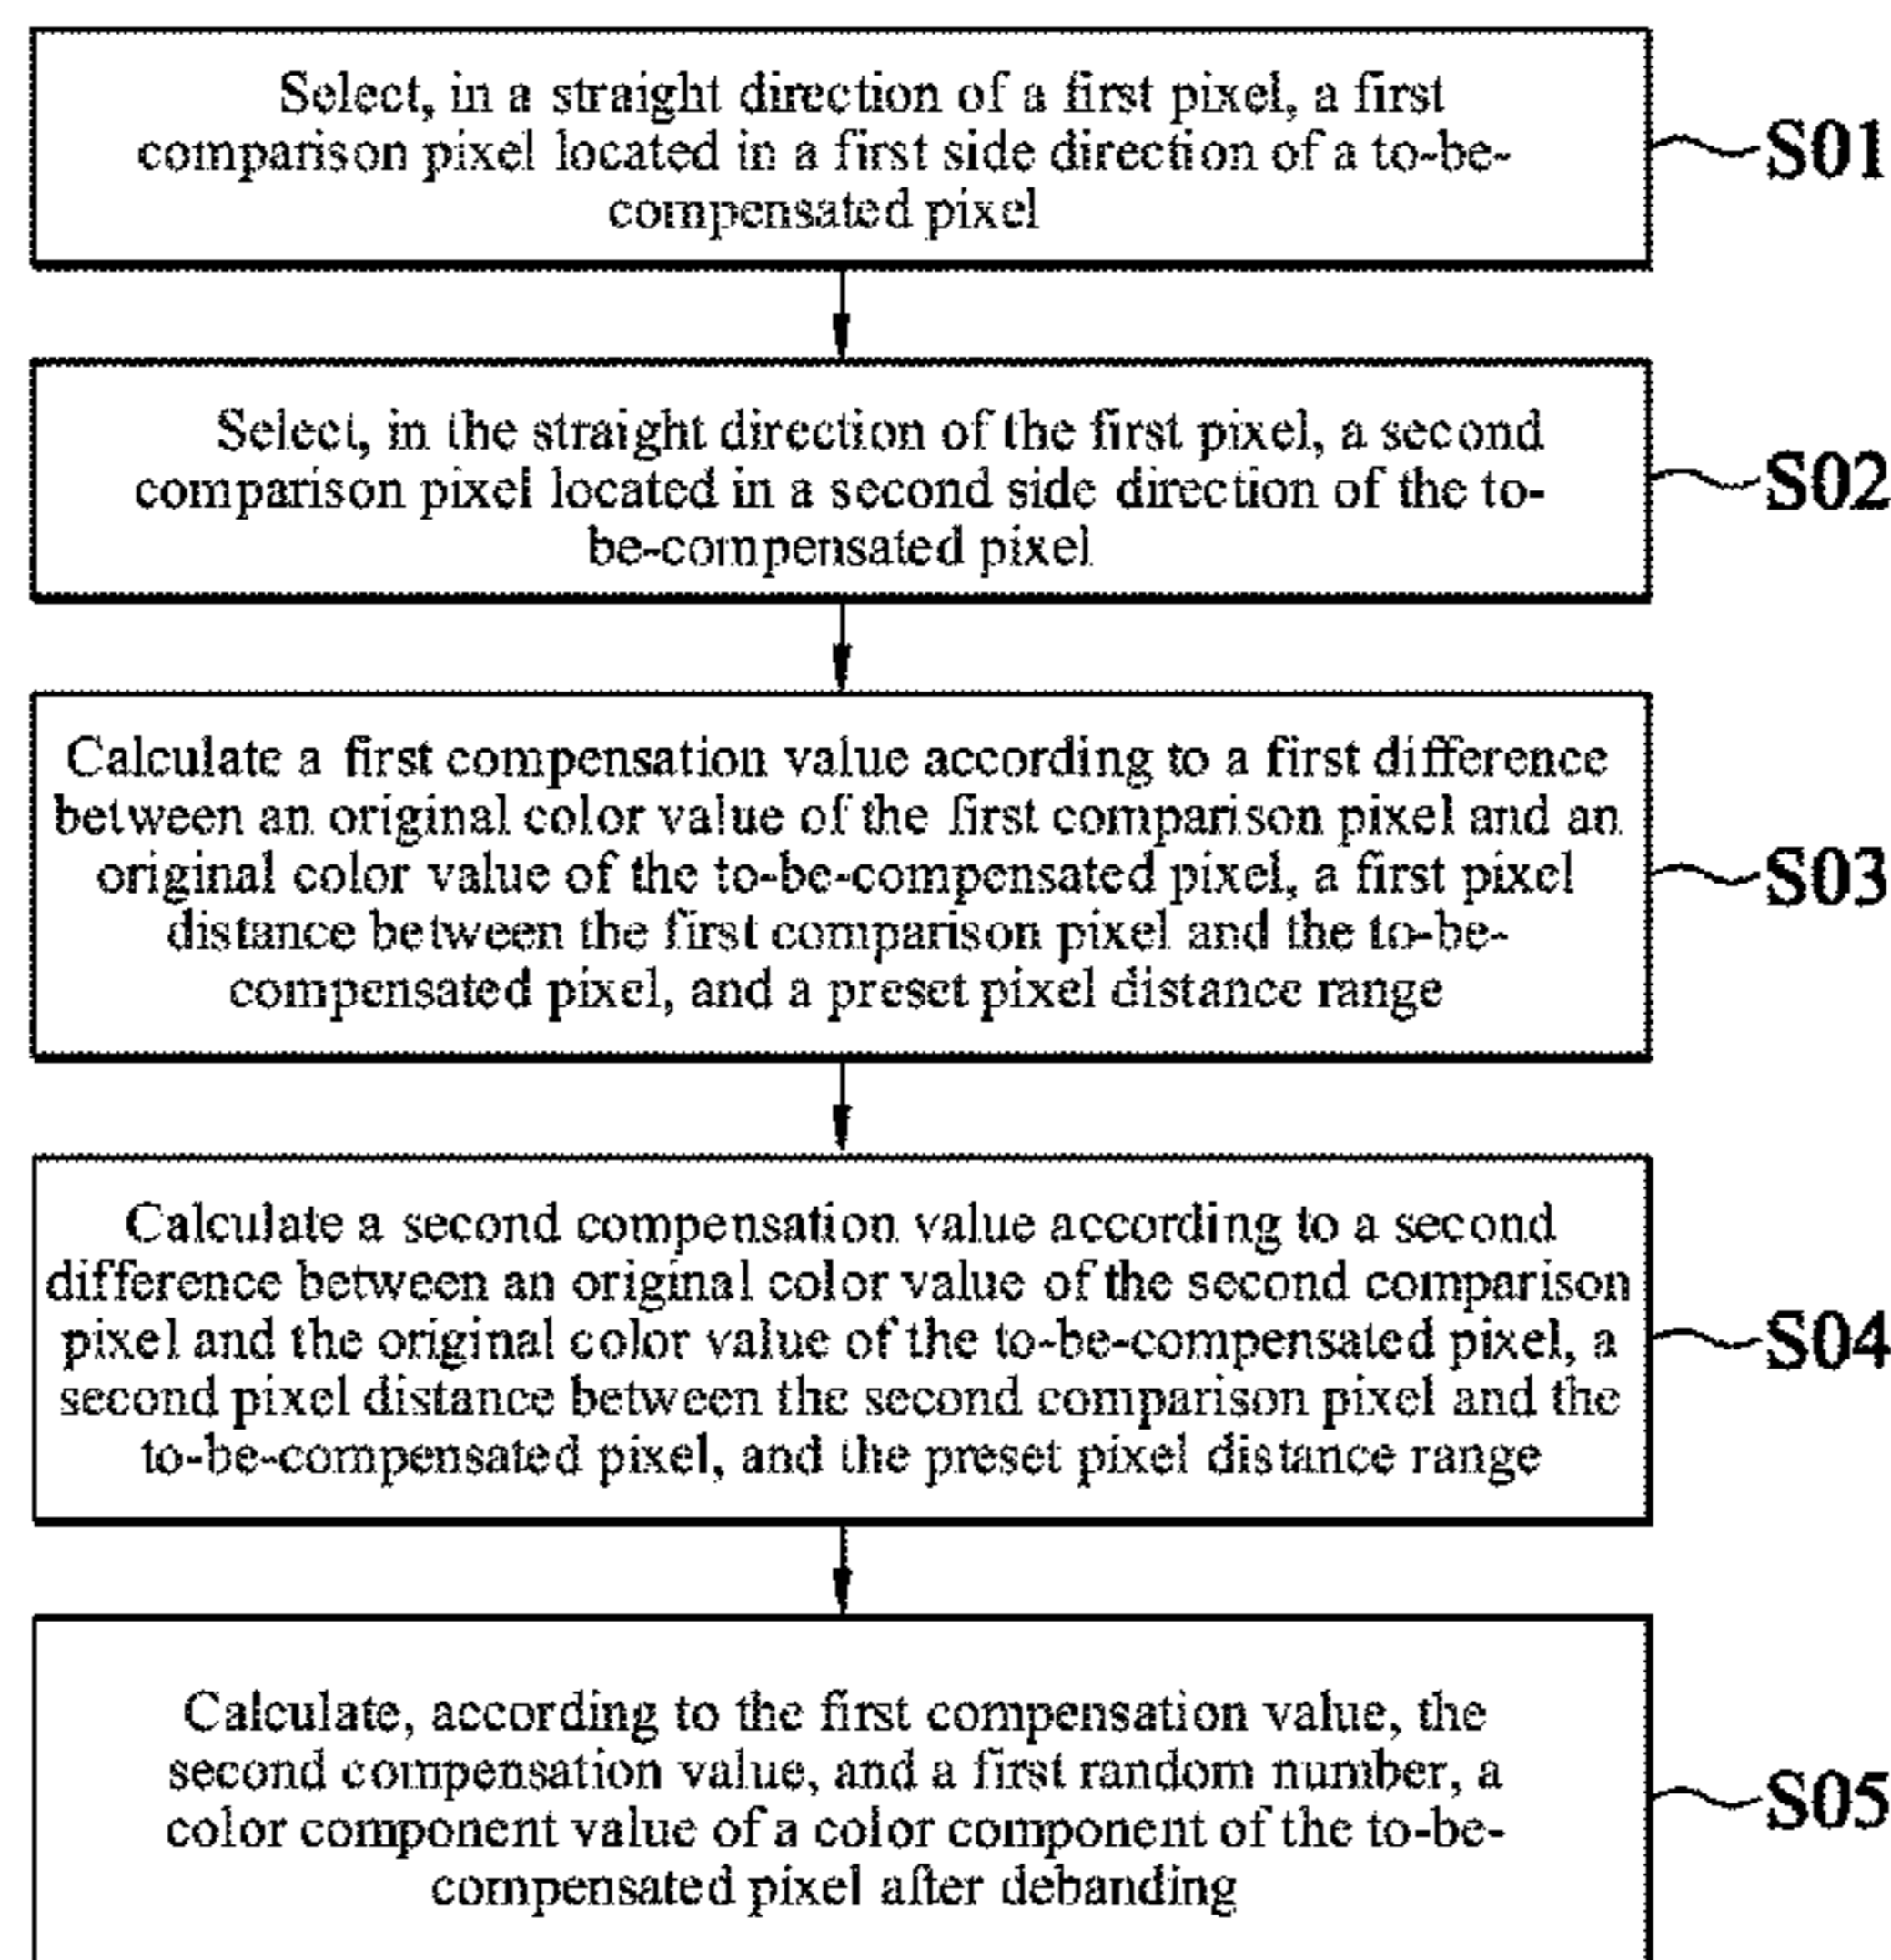 Select, in a straight direction of a first pixel, a first
comparison pixel located in a first side direction of a to-be-
compensated pixel
S01
Select, in the straight direction of the first pixel, a second
comparison pixel located in a second side direction of the to-
be-compensated pixel
S02
Calculate a first compensation value according to a first difference
between an original color value of the first comparison pixel and an
original color value of the to-be-compensated pixel, a first pixel
distance between the first comparison pixel and the to-be-
compensated pixel, and a preset pixel distance range
S03
Calculate a second compensation value according to a second
difference between an original color value of the second comparison
pixel and the original color value of the to-be-compensated pixel, a
second pixel distance between the second comparison pixel and the
to-be-compensated pixel, and the preset pixel distance range
S04
Calculate, according to the first compensation value, the
second compensation value, and a first random number, a
color component value of a color component of the to-be-
compensated pixel after debanding
S05